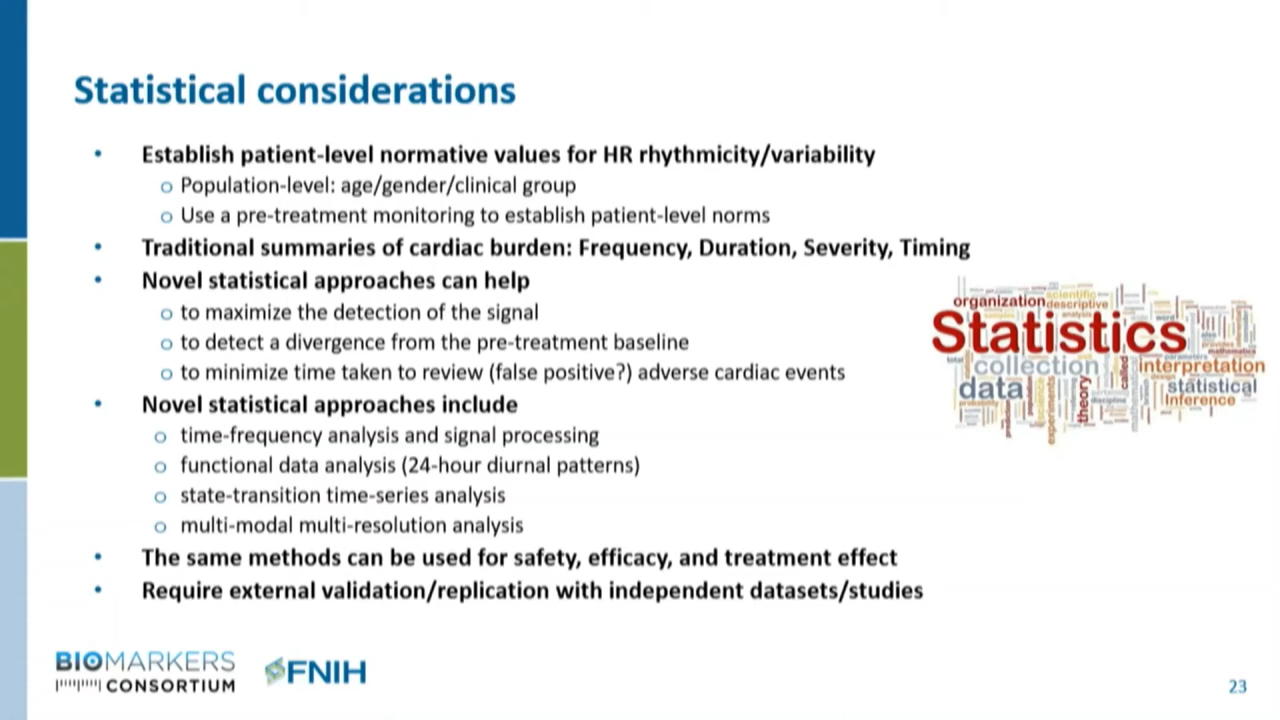 Statistical considerations
• Establish patient-level normative values for HR rhythmicity/variability
o Population-level: age/gender/clinical group
o Use a pre-treatment monitoring to establish patient-level norms
• Traditional summaries of cardiac burden: Frequency, Duration, Severity, Timing
• Novel statistical approaches can help
o to maximize the detection of the signal
o to detect a divergence from the pre-treatment baseline
o to minimize time taken to review (false positive?) adverse cardiac events
• Novel statistical approaches include
o time-frequency analysis and signal processing
o functional data analysis (24-hour diurnal patterns)
o state-transition time-series analysis
o multi-modal multi-resolution analysis
• The same methods can be used for safety, efficacy, and treatment effect
• Require external validation/replication with independent datasets/studies
scientific
organization descriptive
Statistics
collection interpretation
data statistical
inference
called
theory
experiments
BIOMARKERS
CONSORTIUM
FNIH
23